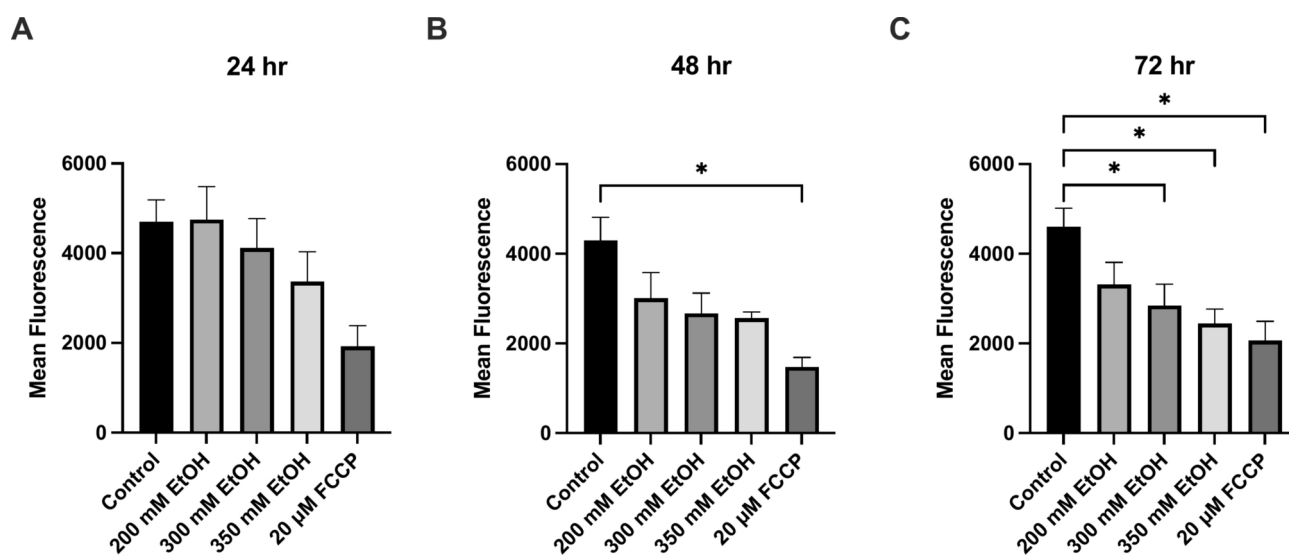 A
24 hr
Mean Fluorescence
6000
4000
2000
0
Control
200 mM EtOH
300 mM EtOH
350 mM EtOH
20 µM FCCP
B
48 hr
*
Mean Fluorescence
6000
4000
2000
0
Control
200 mM EtOH
300 mM EtOH
350 mM EtOH
20 µM FCCP
C
72 hr
*
*
*
Mean Fluorescence
6000
4000
2000
0
Control
200 mM EtOH
300 mM EtOH
350 mM EtOH
20 µM FCCP